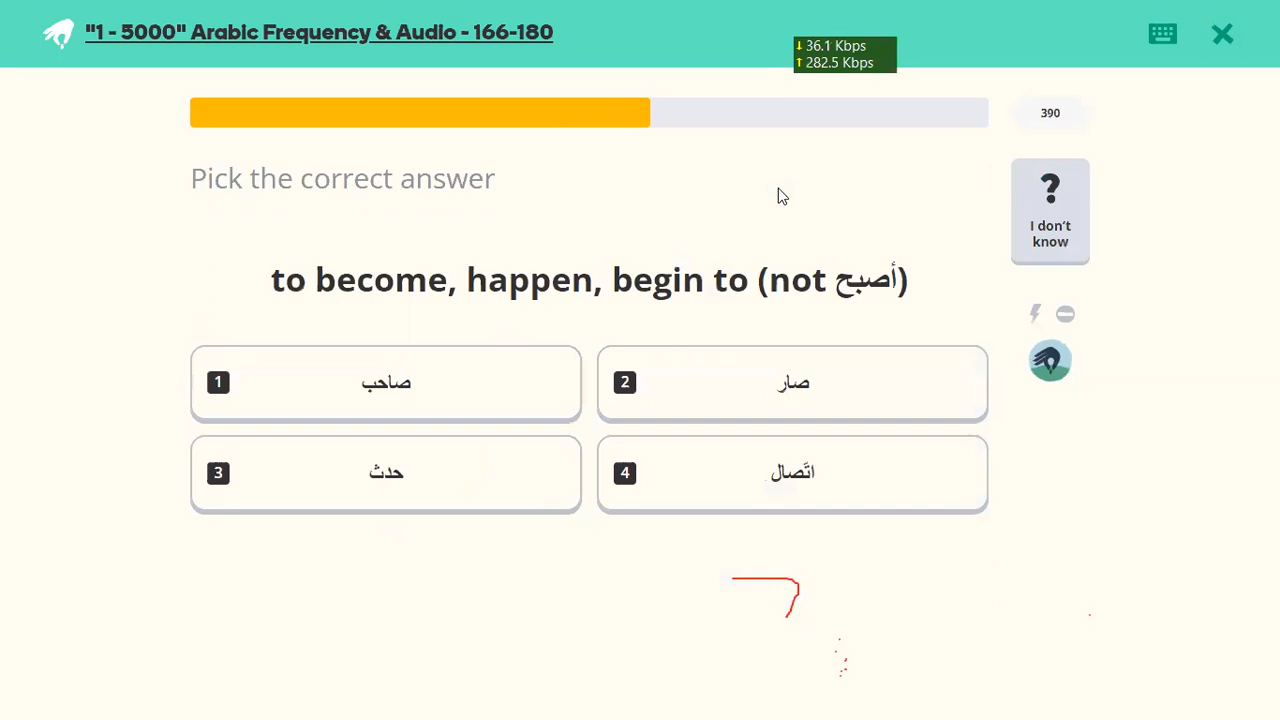 "1 - 5000" Arabic Frequency & Audio - 166-180
↓ 36.1 Kbps
↑ 282.5 Kbps
390
Pick the correct answer
?
I don't
know
to become, happen, begin to (not أصبح)
1 صاحب
2 صار
3 حدث
4 اتّصال